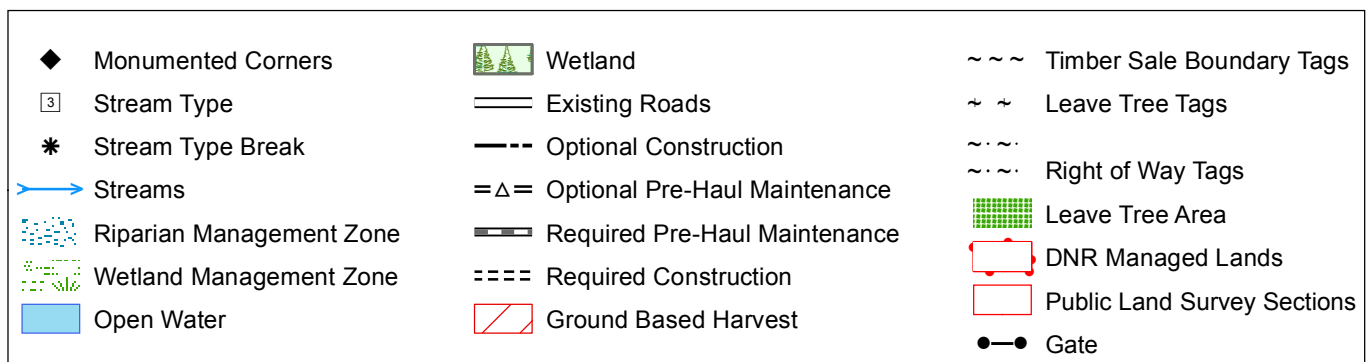 Monumented Corners
3
Stream Type
Stream Type Break
Streams
Riparian Management Zone
Wetland Management Zone
Open Water
Wetland
Existing Roads
Optional Construction
Optional Pre-Haul Maintenance
Required Pre-Haul Maintenance
Required Construction
Ground Based Harvest
Timber Sale Boundary Tags
Leave Tree Tags
Right of Way Tags
Leave Tree Area
DNR Managed Lands
Public Land Survey Sections
Gate